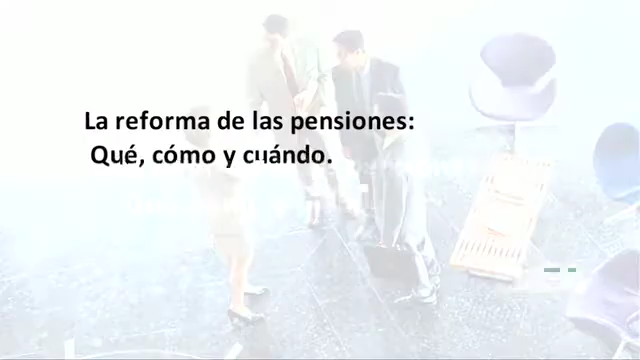 La reforma de las pensiones:
Qué, cómo y cuándo.